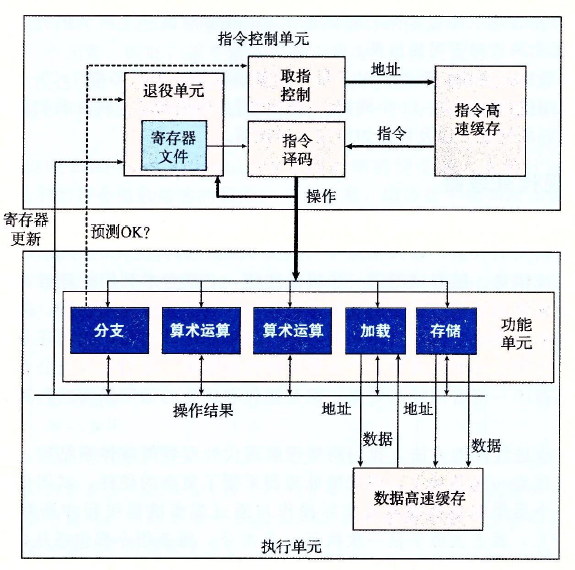 指令控制单元
取指
控制
地址
退役单元
指令高
速缓存
寄存器
文件
指令
译码
指令
操作
寄存器
更新
预测OK?
分支
算术运算
算术运算
加载
存储
功能
单元
操作结果
地址
地址
数据
数据
数据高速缓存
执行单元